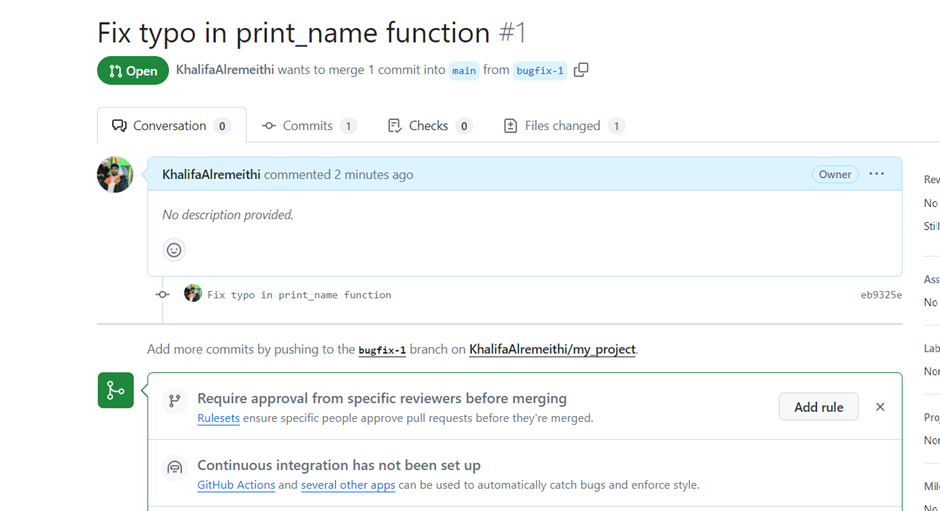 Fix typo in print_name function #1
Open KhalifaAlremeithi wants to merge 1 commit into main from bugfix-1
Conversation 0 Commits 1 Checks 0 Files changed 1
KhalifaAlremeithi commented 2 minutes ago Owner
No description provided.
Fix typo in print_name function eb9325e
Add more commits by pushing to the bugfix-1 branch on KhalifaAlremeithi/my_project.
Require approval from specific reviewers before merging
Rulesets ensure specific people approve pull requests before they're merged.
Add rule
Continuous integration has not been set up
GitHub Actions and several other apps can be used to automatically catch bugs and enforce style.
Rev
No
Still
Ass
No
Lab
Nor
Proj
Nor
Mile
No